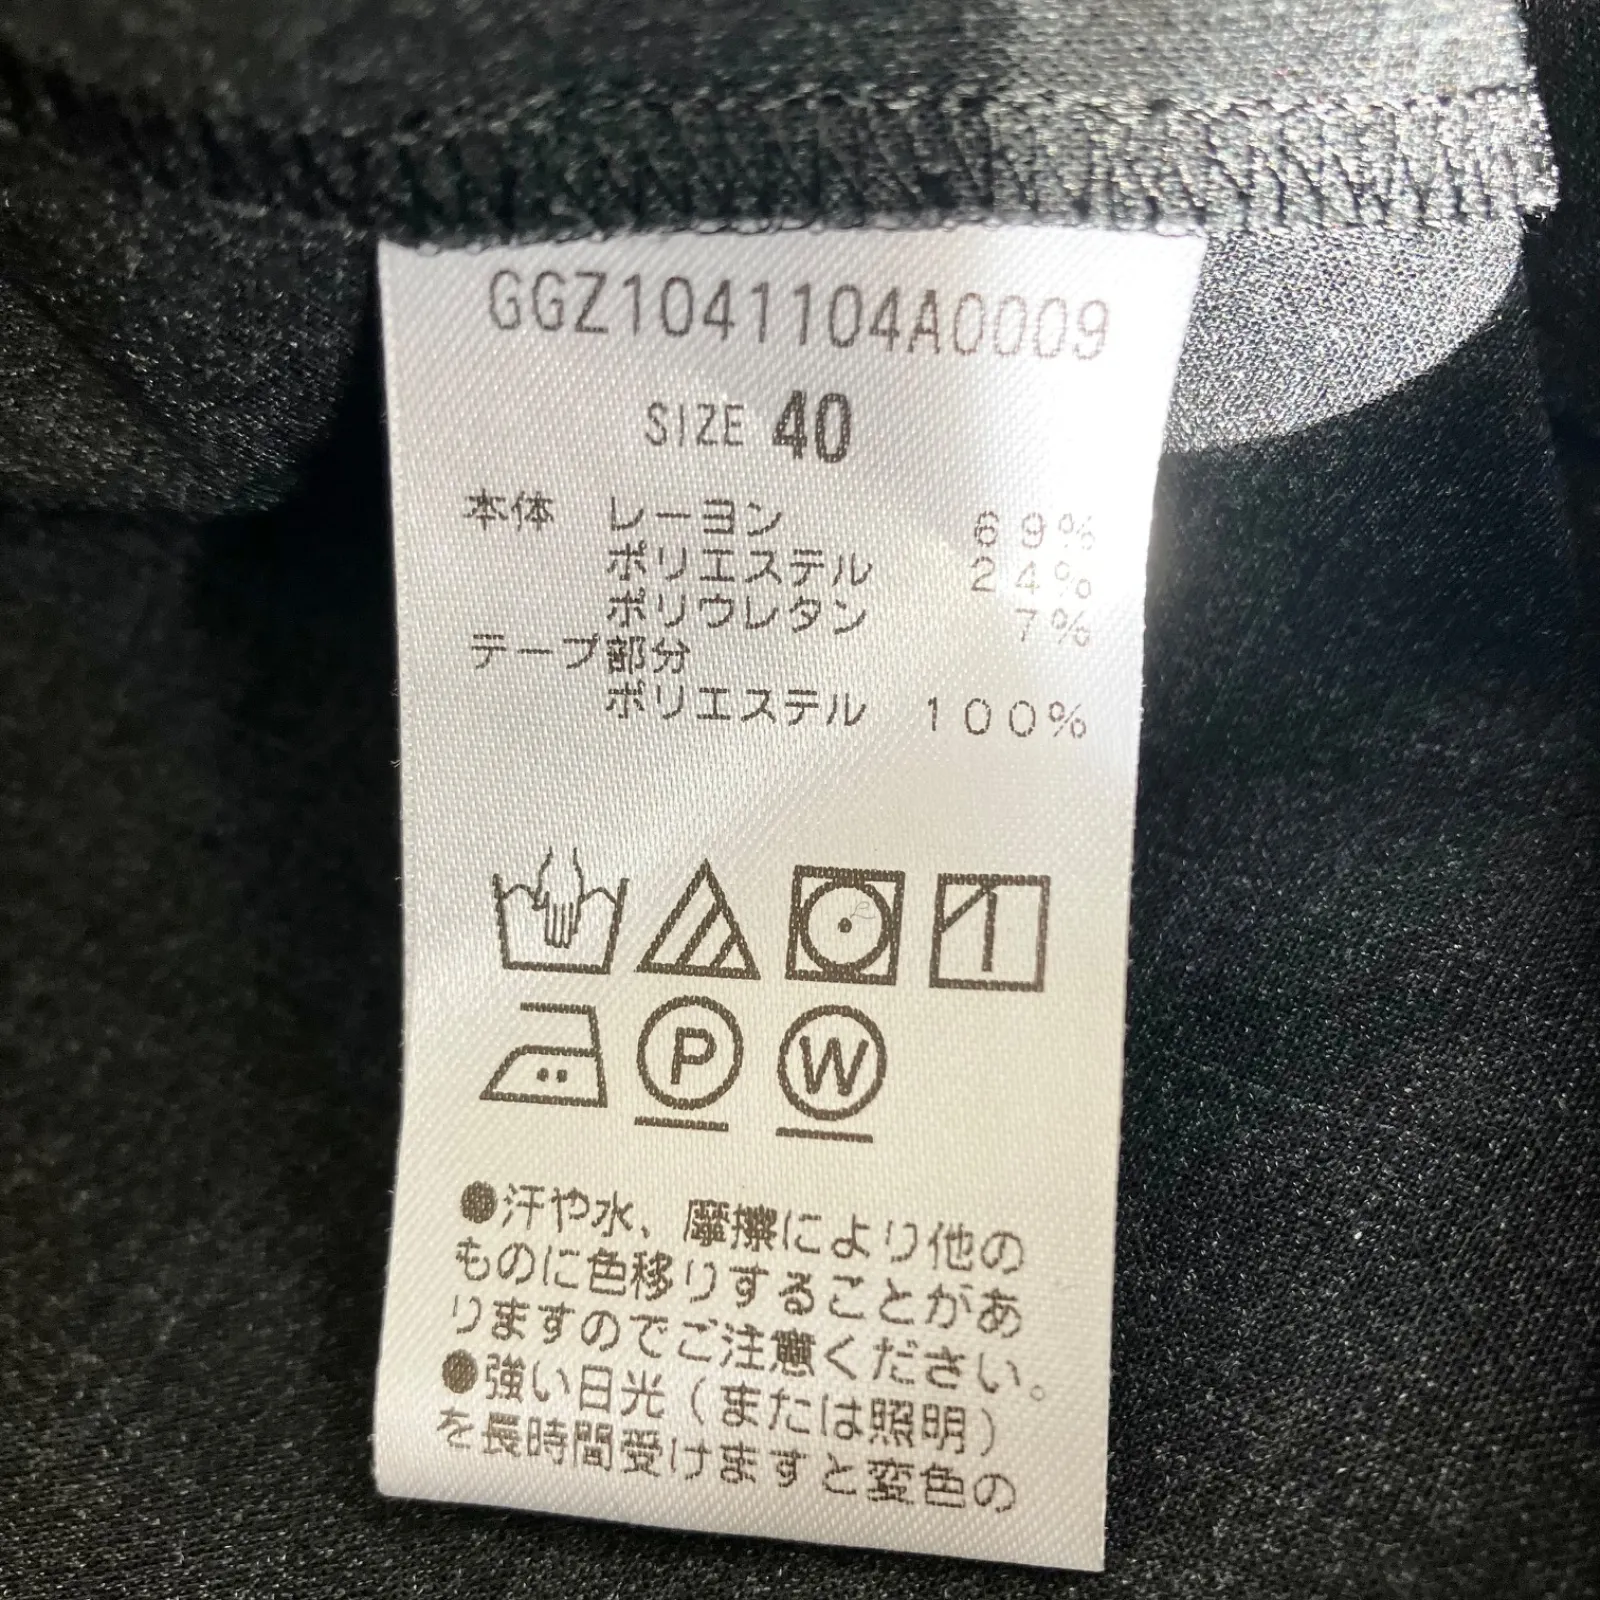 GGZ1041104A0009
SIZE 40
本体 レーヨン 69%
ポリエステル 24%
ポリウレタン 7%
テープ部分
ポリエステル 100%
P W
●汗や水、摩擦により他の
ものに色移りすることがあ
りますのでご注意ください。
●強い日光(または照明)
を長時間受けますと変色の